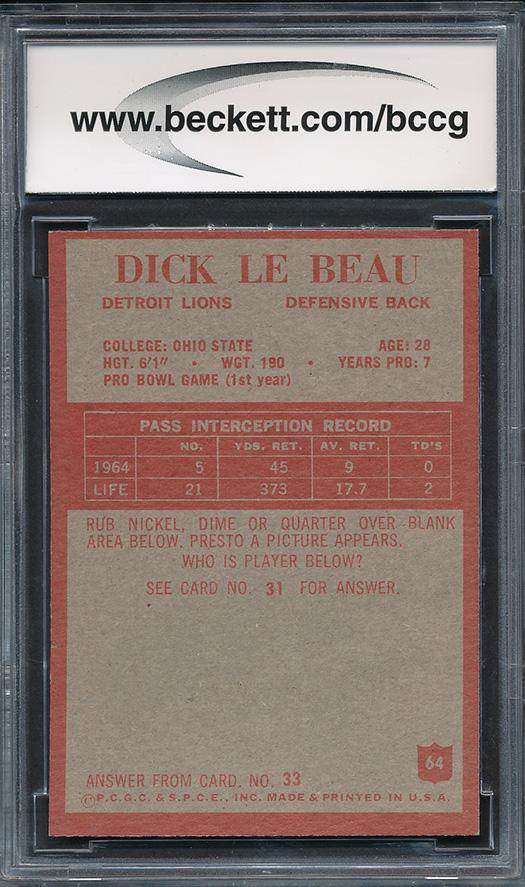 www.beckett.com/bccg
DICK LE BEAU
DETROIT LIONS DEFENSIVE BACK
COLLEGE: OHIO STATE AGE: 28
HGT. 6'1" • WGT. 190 • YEARS PRO: 7
PRO BOWL GAME (1st year)
PASS INTERCEPTION RECORD
NO. YDS. RET. AV. RET. TD'S
1964 5 45 9 0
LIFE 21 373 17.7 2
RUB NICKEL, DIME OR QUARTER OVER BLANK
AREA BELOW. PRESTO A PICTURE APPEARS.
WHO IS PLAYER BELOW?
SEE CARD NO. 31 FOR ANSWER.
64
ANSWER FROM CARD. NO. 33
©P.C.G.C. & S.P.C.E., INC. MADE & PRINTED IN U.S.A.